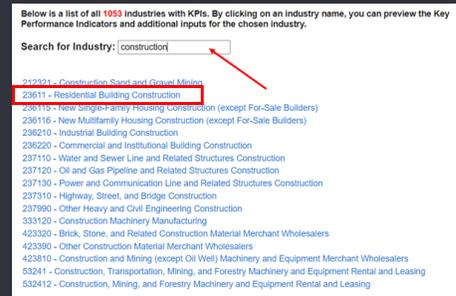 Below is a list of all 1053 industries with KPIs. By clicking on an industry name, you can preview the Key
Performance Indicators and additional inputs for the chosen industry.
Search for Industry: construction
212321 - Construction Sand and Gravel Mining
23611 - Residential Building Construction
236115 - New Single-Family Housing Construction (except For-Sale Builders)
236116 - New Multifamily Housing Construction (except For-Sale Builders)
236210 - Industrial Building Construction
236220 - Commercial and Institutional Building Construction
237110 - Water and Sewer Line and Related Structures Construction
237120 - Oil and Gas Pipeline and Related Structures Construction
237130 - Power and Communication Line and Related Structures Construction
237310 - Highway, Street, and Bridge Construction
237990 - Other Heavy and Civil Engineering Construction
333120 - Construction Machinery Manufacturing
423320 - Brick, Stone, and Related Construction Material Merchant Wholesalers
423390 - Other Construction Material Merchant Wholesalers
423810 - Construction and Mining (except Oil Well) Machinery and Equipment Merchant Wholesalers
53241 - Construction, Transportation, Mining, and Forestry Machinery and Equipment Rental and Leasing
532412 - Construction, Mining, and Forestry Machinery and Equipment Rental and Leasing